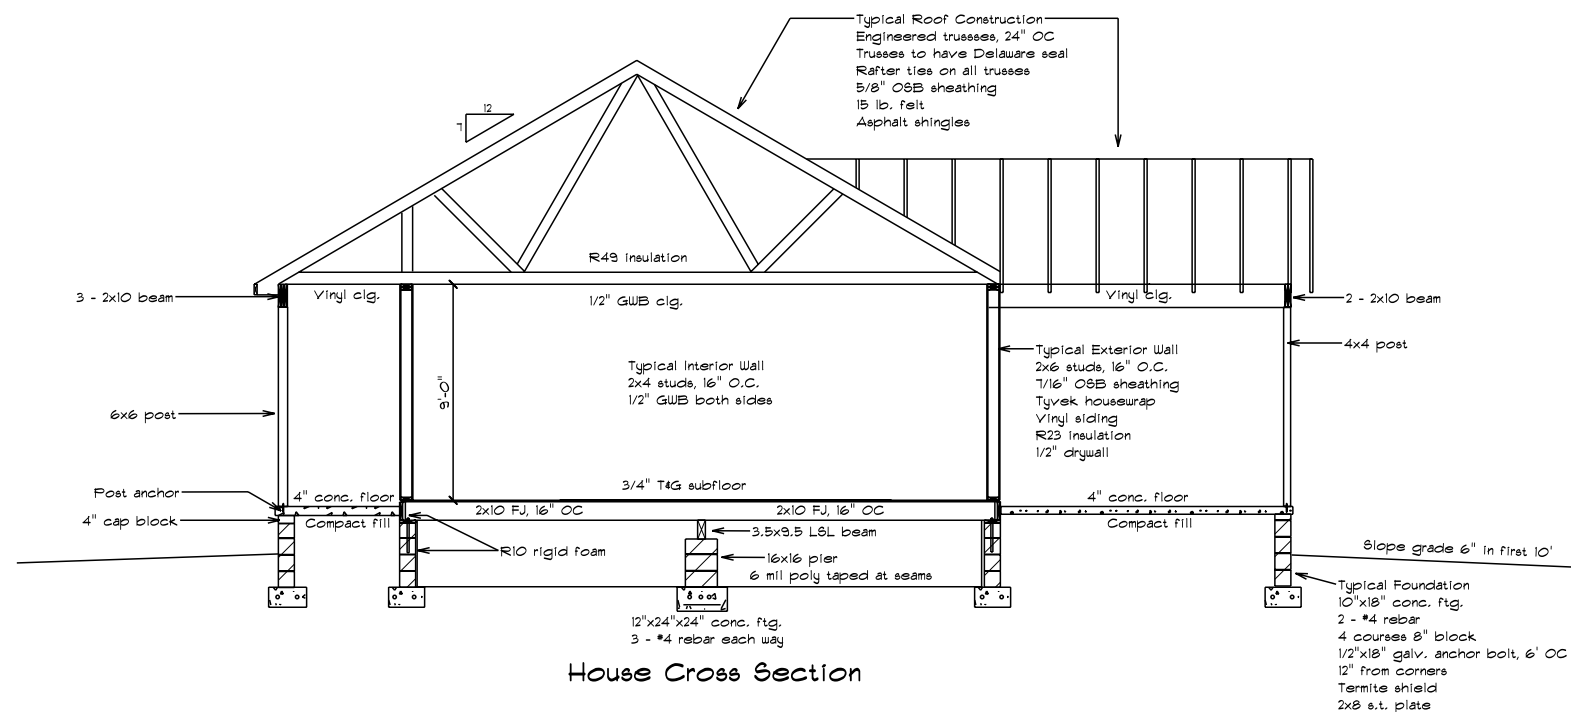 Typical Roof Construction
Engineered trussses, 24" OC
Trusses to have Delaware seal
Rafter ties on all trusses
5/8" OSB sheathing
15 lb. felt
Asphalt shingles
12
7
R49 insulation
3 - 2x10 beam
Vinyl clg.
1/2" GWB clg.
Vinyl clg.
2 - 2x10 beam
4x4 post
Typical Interior Wall
2x4 studs, 16" O.C.
1/2" GWB both sides
Typical Exterior Wall
2x6 studs, 16" O.C.
7/16" OSB sheathing
Tyvek housewrap
Vinyl siding
R23 insulation
1/2" drywall
9'-0"
6x6 post
3/4" T&G subfloor
Post anchor
4" conc. floor
4" conc. floor
2x10 FJ, 16" OC
2x10 FJ, 16" OC
4" cap block
Compact fill
Compact fill
3.5x9.5 LSL beam
R10 rigid foam
16x16 pier
6 mil poly taped at seams
Slope grade 6" in first 10'
12"x24"x24" conc. ftg.
3 - #4 rebar each way
Typical Foundation
10"x18" conc. ftg.
2 - #4 rebar
4 courses 8" block
1/2"x18" galv. anchor bolt, 6' OC
12" from corners
Termite shield
2x8 s.t. plate
House Cross Section